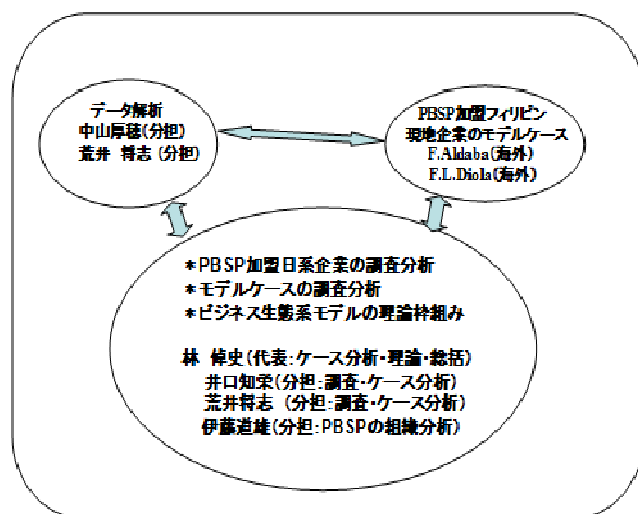 データ解析
中山厚穂(分担)
荒井 将志 (分担)
PBSP加盟フィリピン
現地企業のモデルケース
F.Aldaba(海外)
F.L.Diola(海外)
*PBSP加盟日系企業の調査分析
*モデルケースの調査分析
*ビジネス生態系モデルの理論枠組み
林 倬史(代表:ケース分析・理論・総括)
井口知栄(分担:調査・ケース分析)
荒井将志 (分担:調査・ケース分析)
伊藤道雄(分担:PBSPの組織分析)